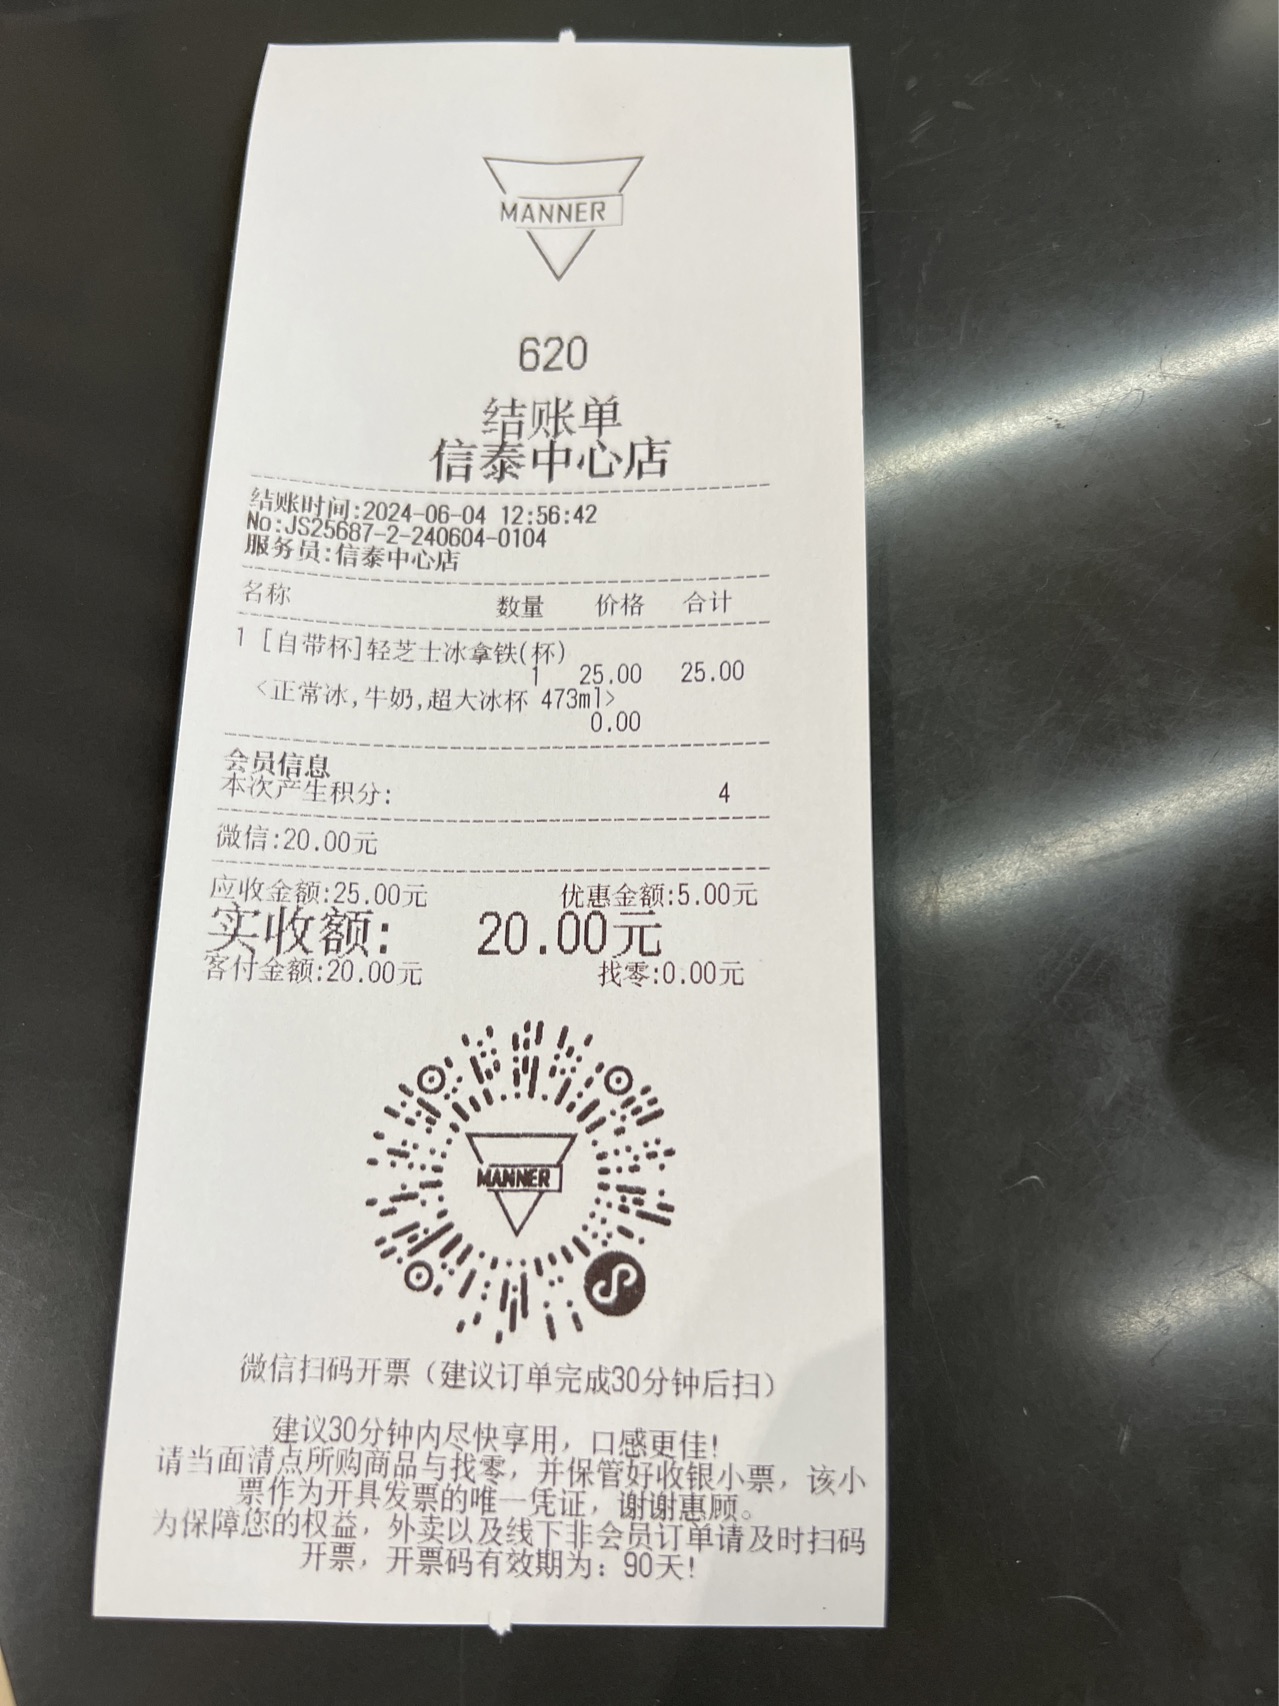 MANNER
620
结账单
信泰中心店
结账时间:2024-06-04 12:56:42
No:JS25687-2-240604-0104
服务员:信泰中心店
名称 数量 价格 合计
1 [自带杯]轻芝士冰拿铁(杯)
1 25.00 25.00
<正常冰,牛奶,超大冰杯 473ml>
0.00
会员信息
本次产生积分: 4
微信:20.00元
应收金额:25.00元 优惠金额:5.00元
实收额: 20.00元
客付金额:20.00元 找零:0.00元
MANNER
微信扫码开票（建议订单完成30分钟后扫）
建议30分钟内尽快享用，口感更佳!
请当面清点所购商品与找零，并保管好收银小票，该小
票作为开具发票的唯一凭证，谢谢惠顾。
为保障您的权益，外卖以及线下非会员订单请及时扫码
开票，开票码有效期为：90天!